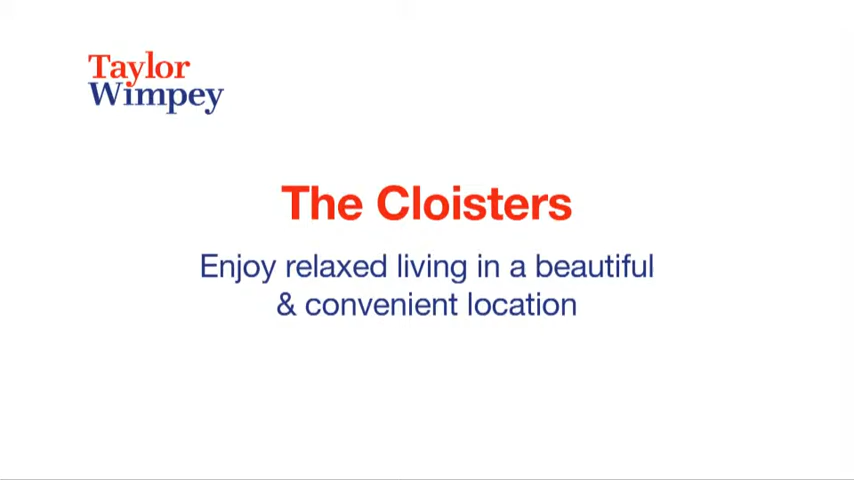 Taylor
Wimpey
The Cloisters
Enjoy relaxed living in a beautiful
& convenient location